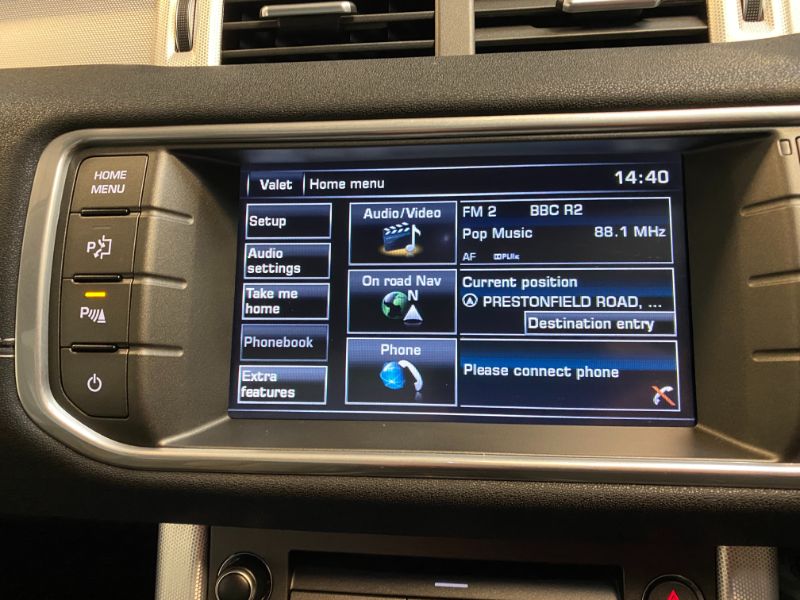 HOME
MENU
P
P
Valet
Home menu
14:40
Setup
Audio
settings
Take me
home
Phonebook
Extra
features
Audio/Video
On road Nav
N
Phone
FM 2 BBC R2
Pop Music 88.1 MHz
AF DDPLIIx
Current position
PRESTONFIELD ROAD, ...
Destination entry
Please connect phone